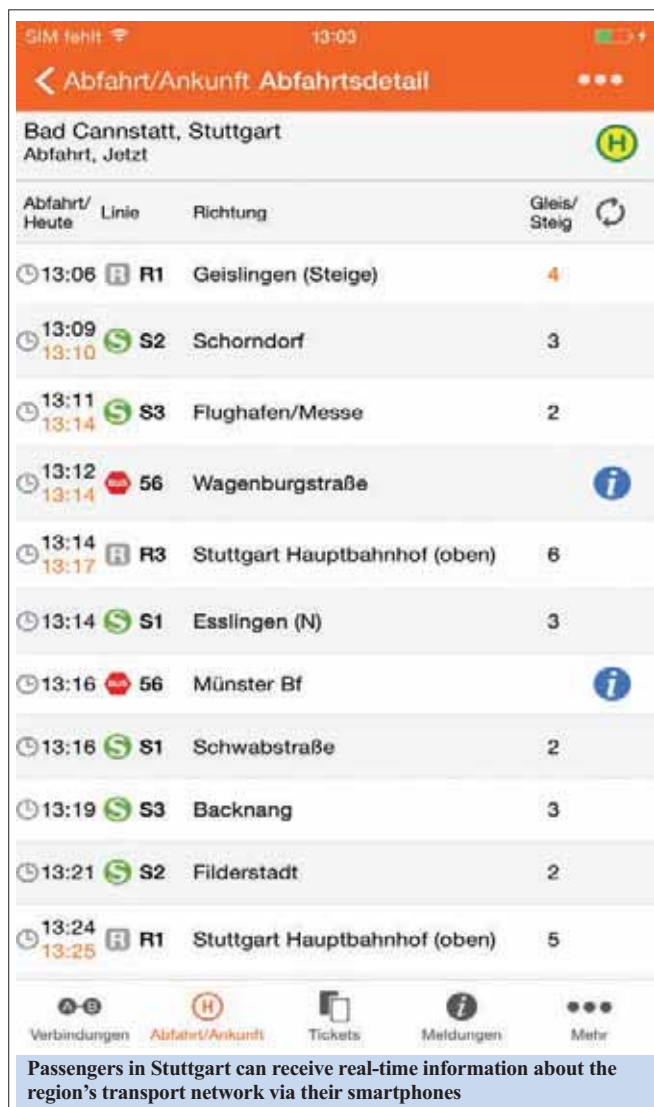 SIM fehlt 13:03
Abfahrt/Ankunft Abfahrtsdetail
Bad Cannstatt, Stuttgart
Abfahrt, Jetzt
H
Abfahrt/ Heute Linie Richtung Gleis/ Steig
13:06 R R1 Geislingen (Steige) 4
13:09
13:10 S S2 Schorndorf 3
13:11
13:14 S S3 Flughafen/Messe 2
13:12
13:14 BUS 56 Wagenburgstraße i
13:14
13:17 R R3 Stuttgart Hauptbahnhof (oben) 6
13:14 S S1 Esslingen (N) 3
13:16 BUS 56 Münster Bf i
13:16 S S1 Schwabstraße 2
13:19 S S3 Backnang 3
13:21 S S2 Filderstadt 2
13:24
13:25 R R1 Stuttgart Hauptbahnhof (oben) 5
A B H i
Verbindungen Abfahrt/Ankunft Tickets Meldungen Mehr
Passengers in Stuttgart can receive real-time information about the
region's transport network via their smartphones